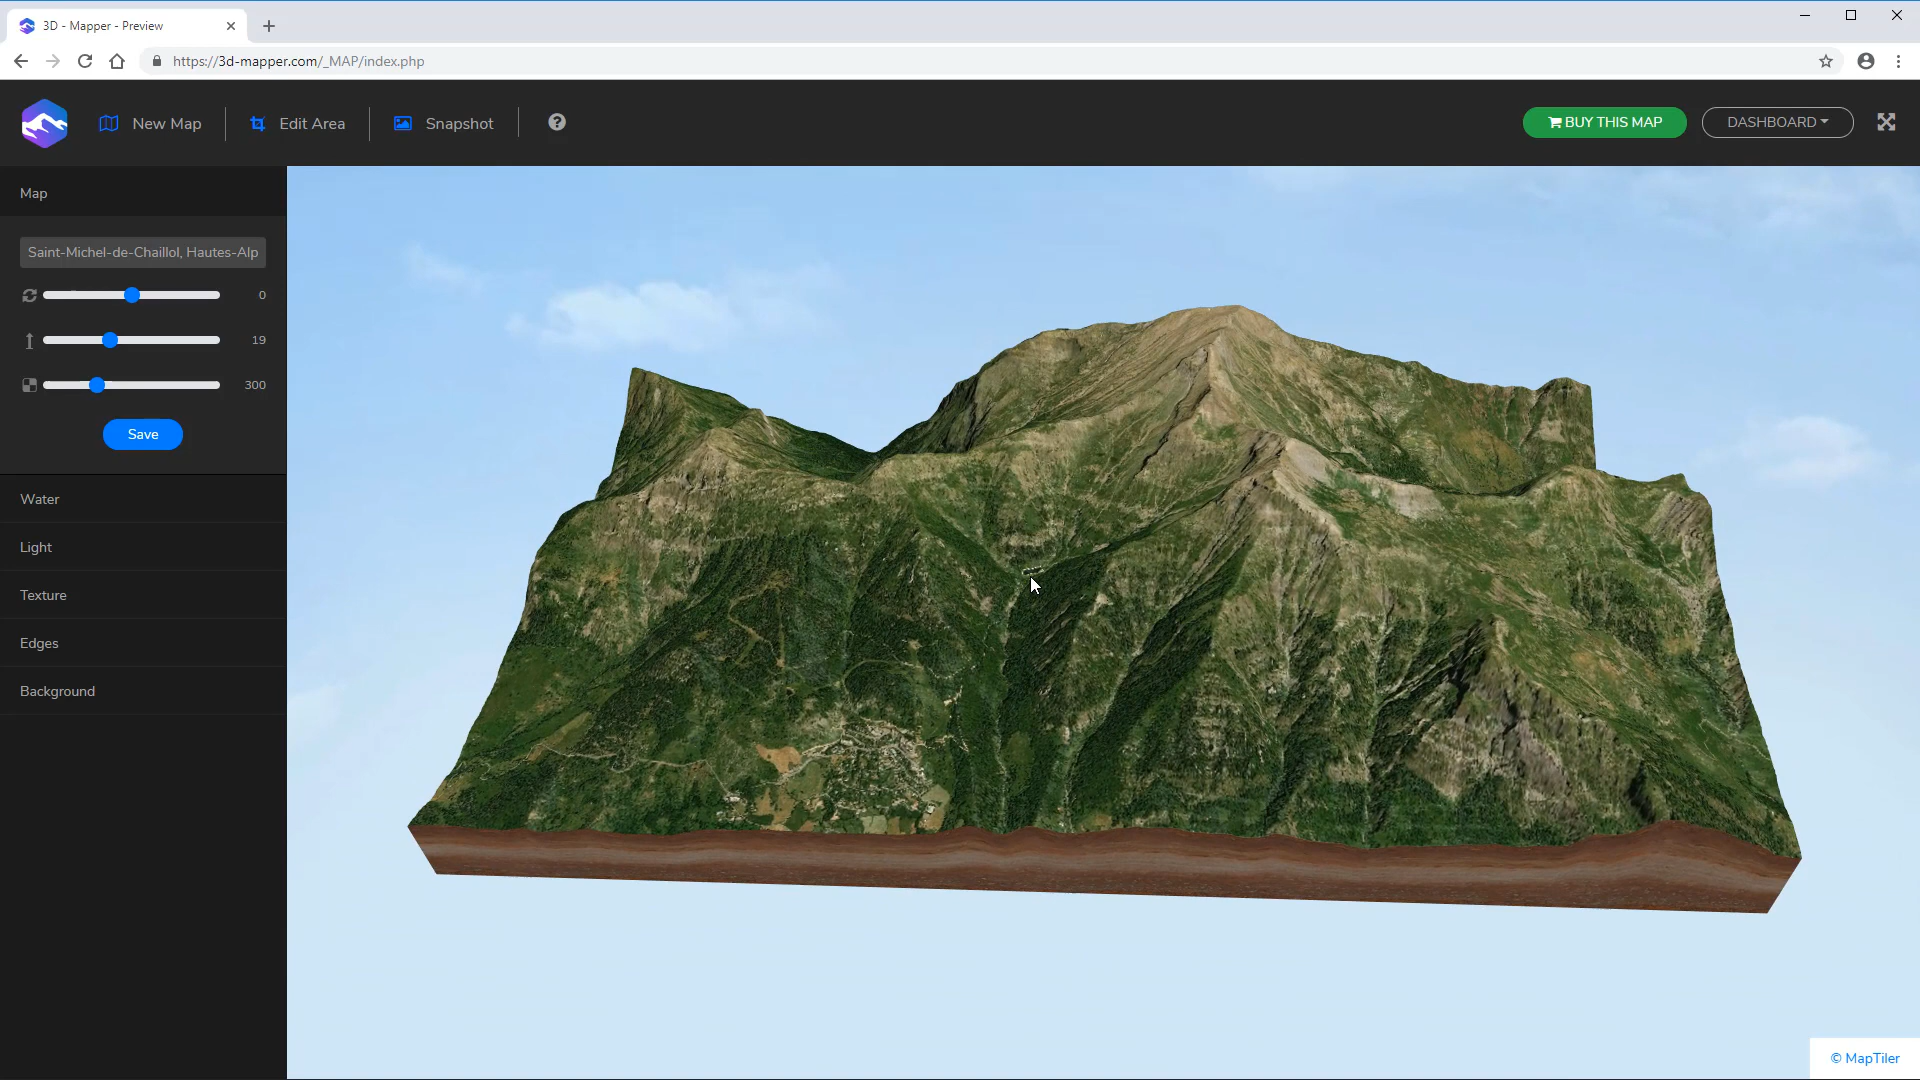 3D - Mapper - Preview
https://3d-mapper.com/_MAP/index.php
New Map
Edit Area
Snapshot
BUY THIS MAP
DASHBOARD
Map
Saint-Michel-de-Chaillol, Hautes-Alp
0
19
300
Save
Water
Light
Texture
Edges
Background
© MapTiler